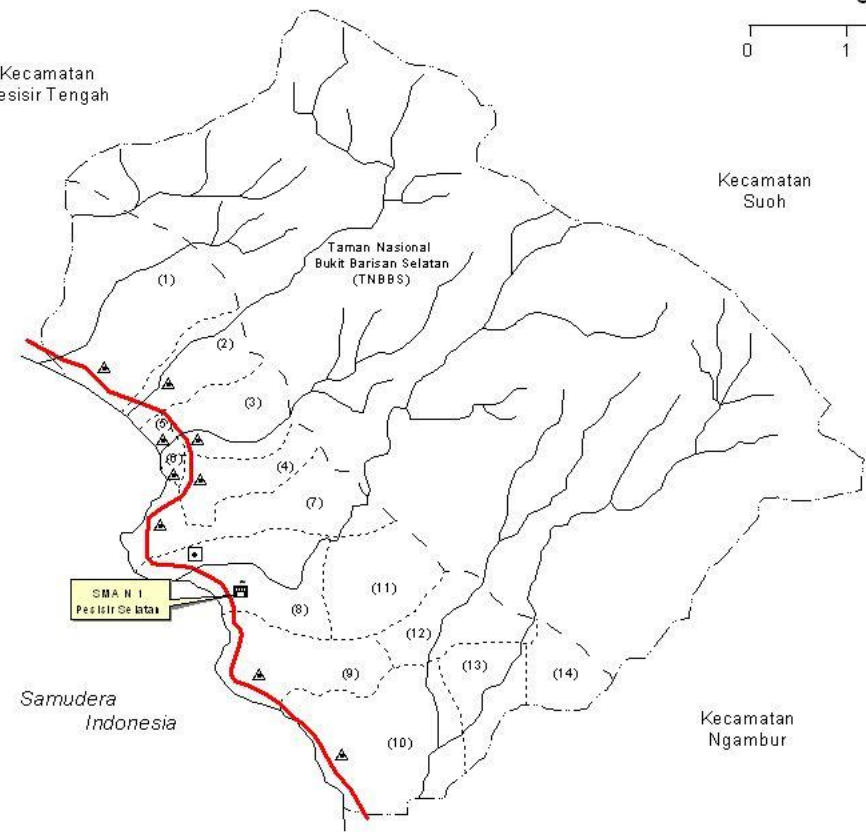 0 1
Kecamatan
esisir Tengah
Kecamatan
Suoh
Taman Nasional
Bukit Barisan Selatan
(TNBBS)
(1)
(2)
(3)
(5)
(6)
(4)
(7)
(11)
SMA N 1
Pesisir Selatan
(8)
(12)
(9)
(13)
(14)
Samudera
Indonesia
Kecamatan
Ngambur
(10)